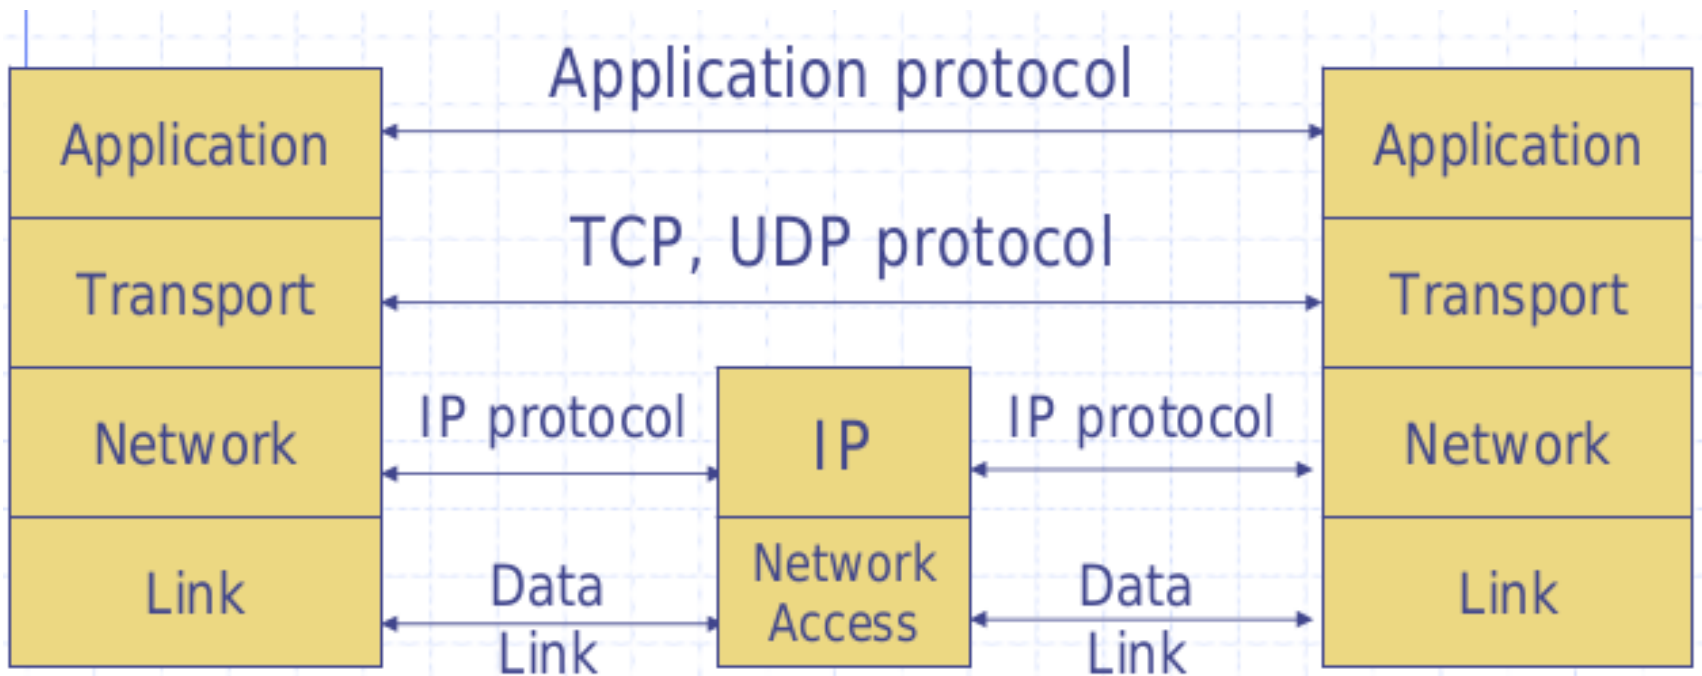 Application protocol
Application
Application
TCP, UDP protocol
Transport
Transport
IP protocol
IP protocol
Network
IP
Network
Data
Link
Network
Access
Data
Link
Link
Link